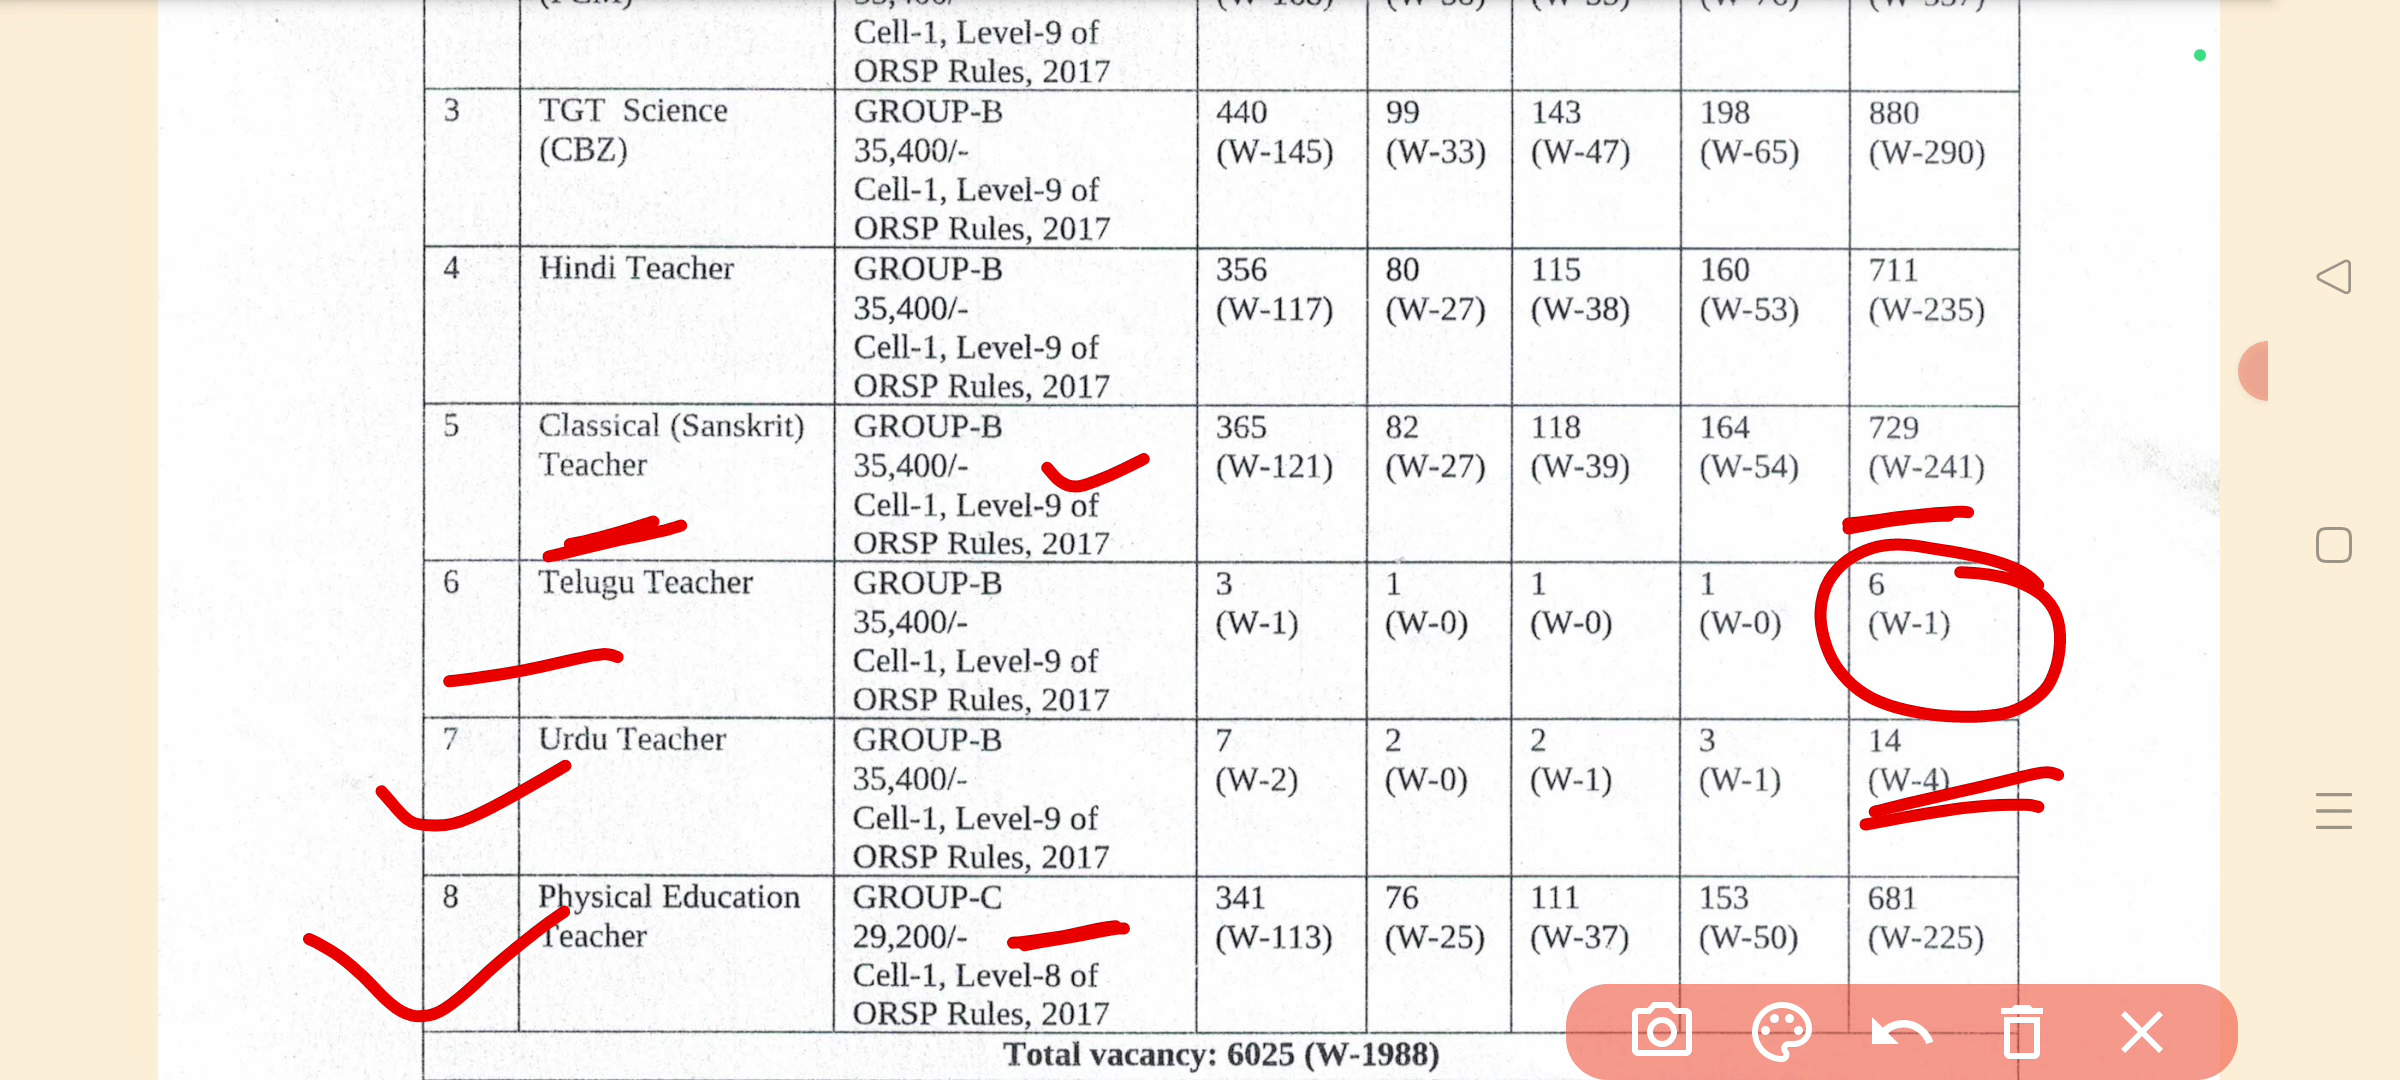 Cell-1, Level-9 of
ORSP Rules, 2017
3 TGT Science GROUP-B 440 99 143 198 880
(CBZ) 35,400/- (W-145) (W-33) (W-47) (W-65) (W-290)
Cell-1, Level-9 of
ORSP Rules, 2017
4 Hindi Teacher GROUP-B 356 80 115 160 711
35,400/- (W-117) (W-27) (W-38) (W-53) (W-235)
Cell-1, Level-9 of
ORSP Rules, 2017
5 Classical (Sanskrit) GROUP-B 365 82 118 164 729
Teacher 35,400/- (W-121) (W-27) (W-39) (W-54) (W-241)
Cell-1, Level-9 of
ORSP Rules, 2017
6 Telugu Teacher GROUP-B 3 1 1 1 6
35,400/- (W-1) (W-0) (W-0) (W-0) (W-1)
Cell-1, Level-9 of
ORSP Rules, 2017
7 Urdu Teacher GROUP-B 7 2 2 3 14
35,400/- (W-2) (W-0) (W-1) (W-1) (W-4)
Cell-1, Level-9 of
ORSP Rules, 2017
8 Physical Education GROUP-C 341 76 111 153 681
Teacher 29,200/- (W-113) (W-25) (W-37) (W-50) (W-225)
Cell-1, Level-8 of
ORSP Rules, 2017
Total vacancy: 6025 (W-1988)